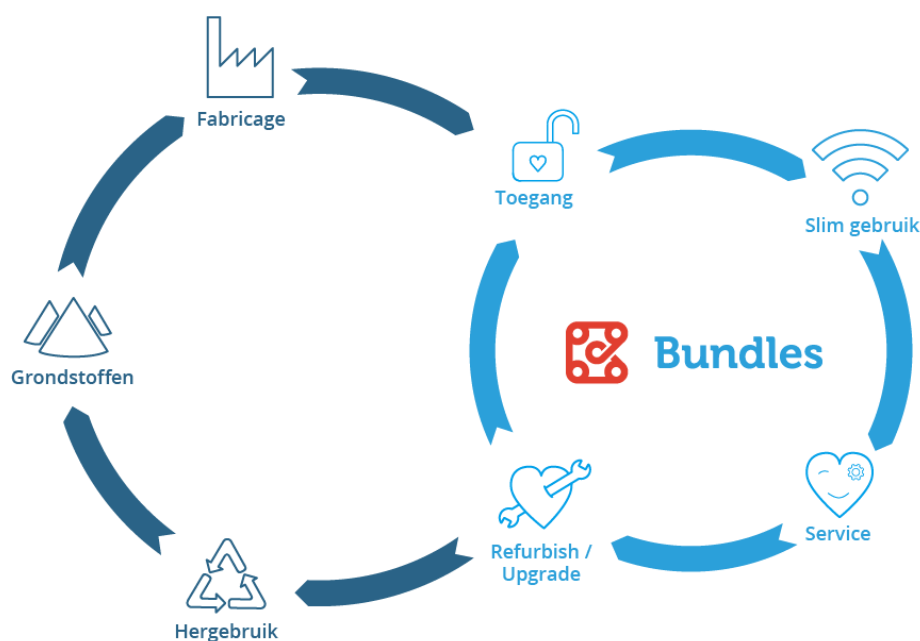 Fabricage
Toegang
Slim gebruik
Bundles
Grondstoffen
Service
Refurbish /
Upgrade
Hergebruik